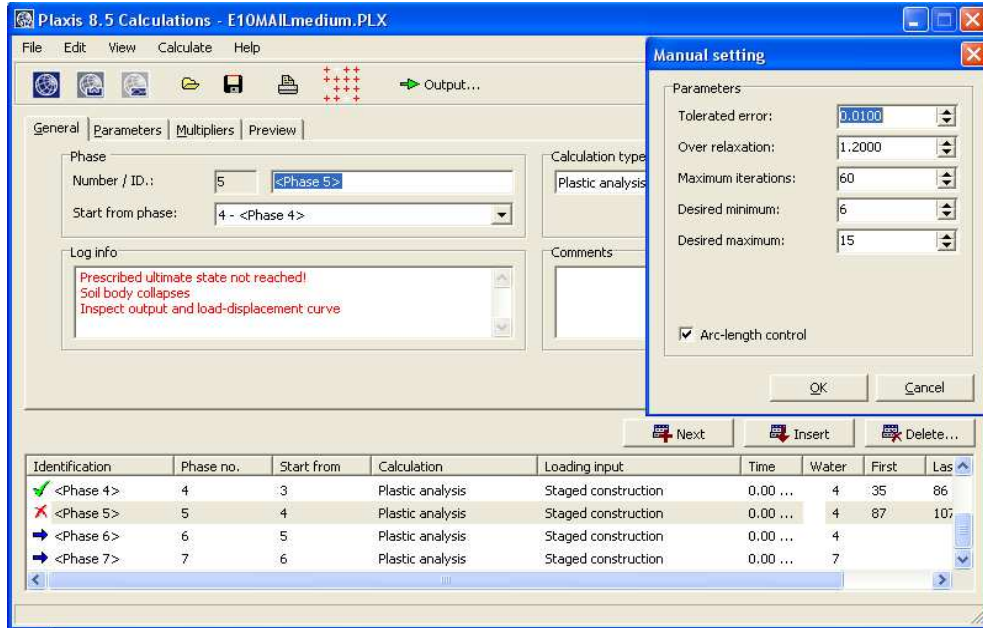 Plaxis 8.5 Calculations - E10MAILmedium.PLX
File Edit View Calculate Help
Output...
General Parameters Multipliers Preview
Phase
Number / ID.: 5 <Phase 5>
Start from phase: 4 - <Phase 4>
Log info
Prescribed ultimate state not reached!
Soil body collapses
Inspect output and load-displacement curve
Calculation type
Plastic analysis
Comments
Manual setting
Parameters
Tolerated error: 0.0100
Over relaxation: 1.2000
Maximum iterations: 60
Desired minimum: 6
Desired maximum: 15
Arc-length control
OK Cancel
Next Insert Delete...
Identification Phase no. Start from Calculation Loading input Time Water First Las
<Phase 4> 4 3 Plastic analysis Staged construction 0.00 ... 4 35 86
<Phase 5> 5 4 Plastic analysis Staged construction 0.00 ... 4 87 107
<Phase 6> 6 5 Plastic analysis Staged construction 0.00 ... 4
<Phase 7> 7 6 Plastic analysis Staged construction 0.00 ... 7